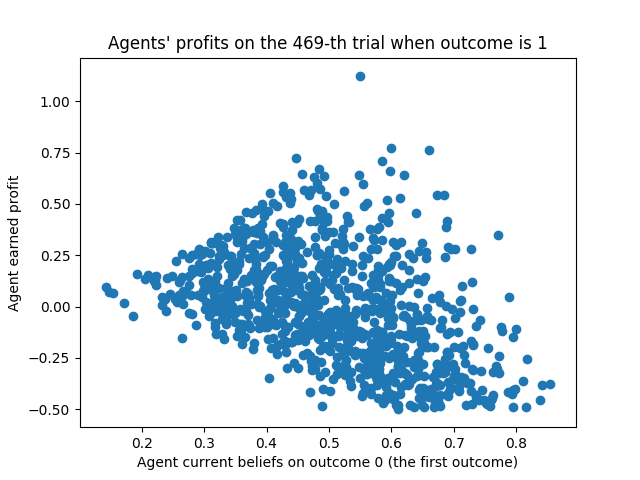 Agents' profits on the 469-th trial when outcome is 1
1.00
0.75
0.50
0.25
0.00
−0.25
−0.50
Agent earned profit
0.2 0.3 0.4 0.5 0.6 0.7 0.8
Agent current beliefs on outcome 0 (the first outcome)